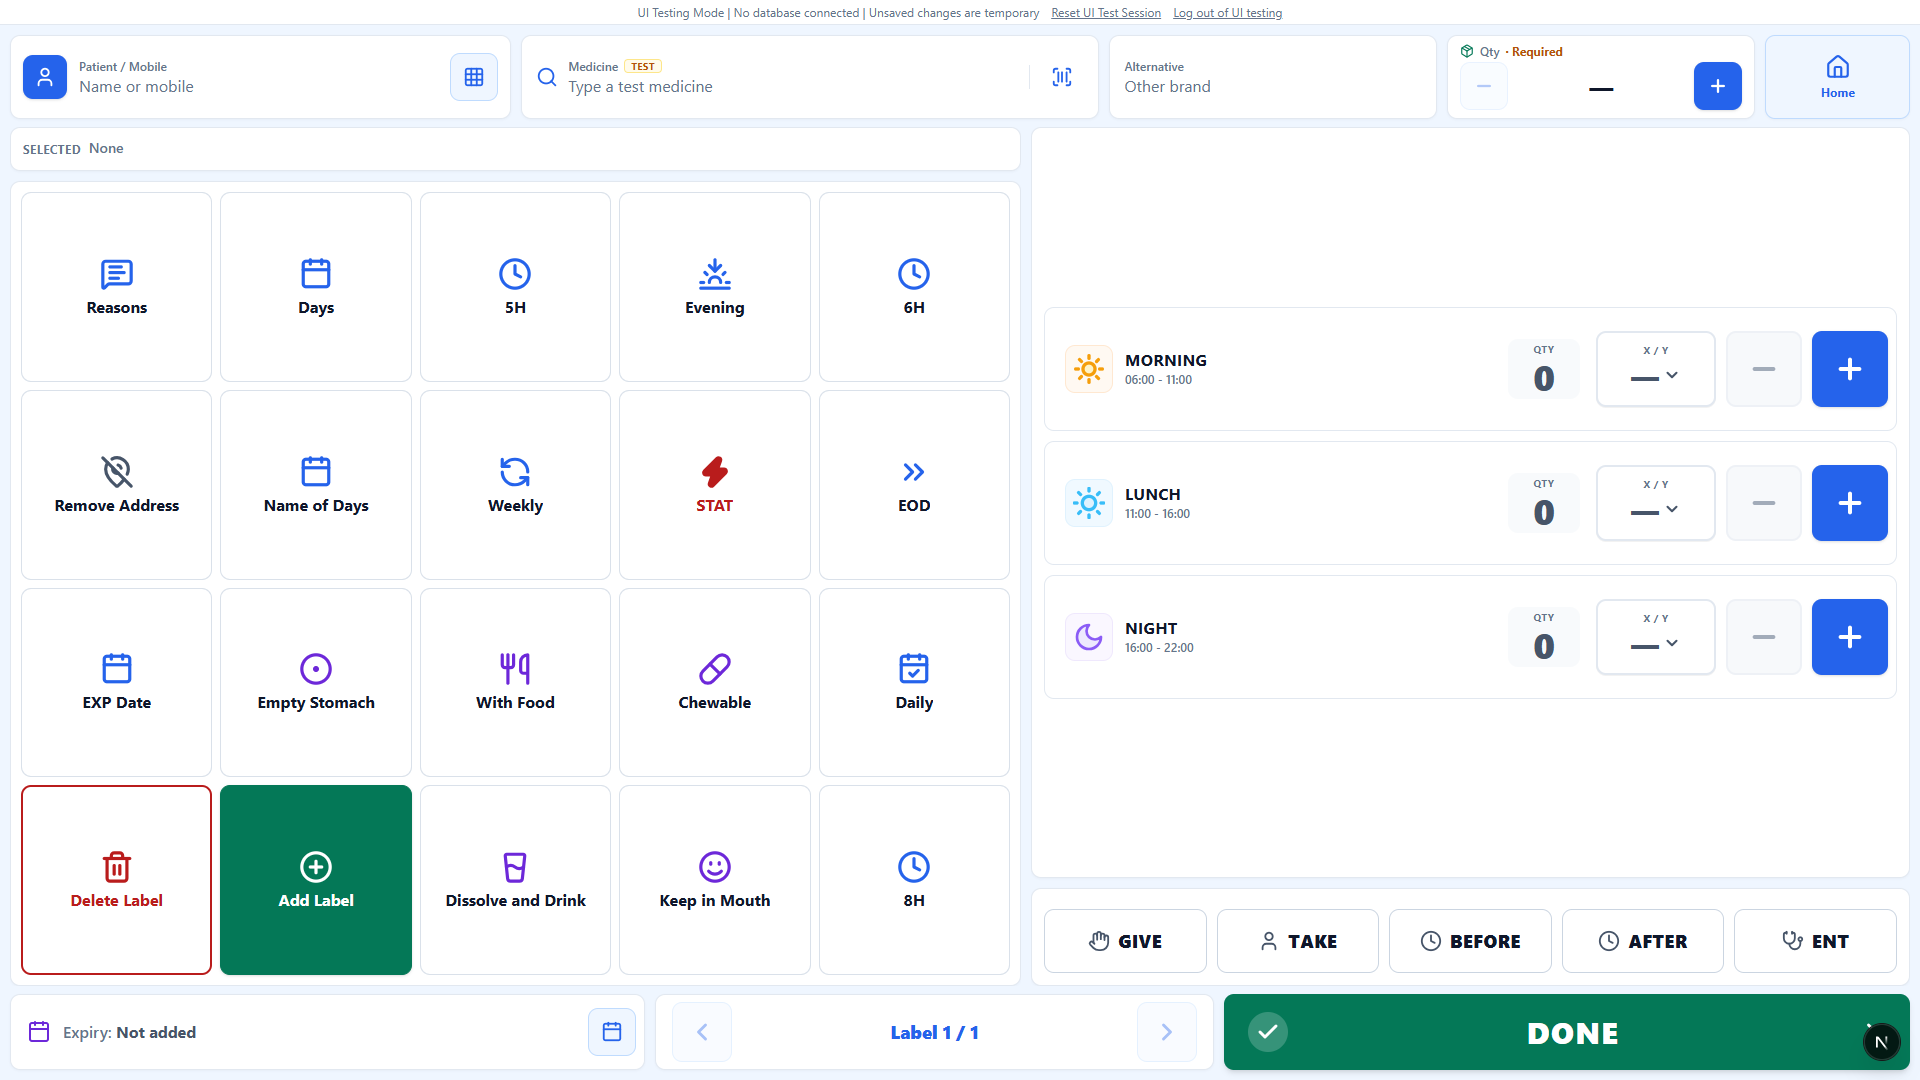 UI Testing Mode | No database connected | Unsaved changes are temporary Reset UI Test Session Log out of UI testing
Patient / Mobile
Name or mobile
Medicine TEST
Type a test medicine
Alternative
Other brand
Qty · Required
—
Home
SELECTED None
Reasons
Days
5H
Evening
6H
Remove Address
Name of Days
Weekly
STAT
EOD
EXP Date
Empty Stomach
With Food
Chewable
Daily
Delete Label
Add Label
Dissolve and Drink
Keep in Mouth
8H
MORNING
06:00 - 11:00
QTY
0
X / Y
—
LUNCH
11:00 - 16:00
QTY
0
X / Y
—
NIGHT
16:00 - 22:00
QTY
0
X / Y
—
GIVE
TAKE
BEFORE
AFTER
ENT
Expiry: Not added
Label 1 / 1
DONE
N